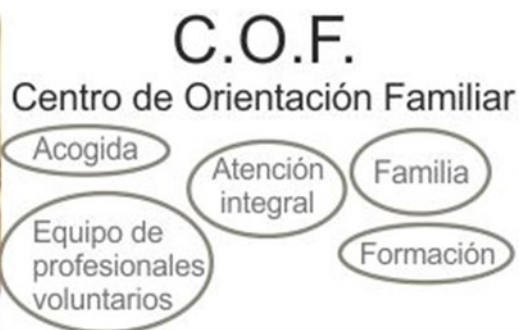 C.O.F.
Centro de Orientación Familiar
Acogida
Atención
integral
Familia
Equipo de
profesionales
voluntarios
Formación